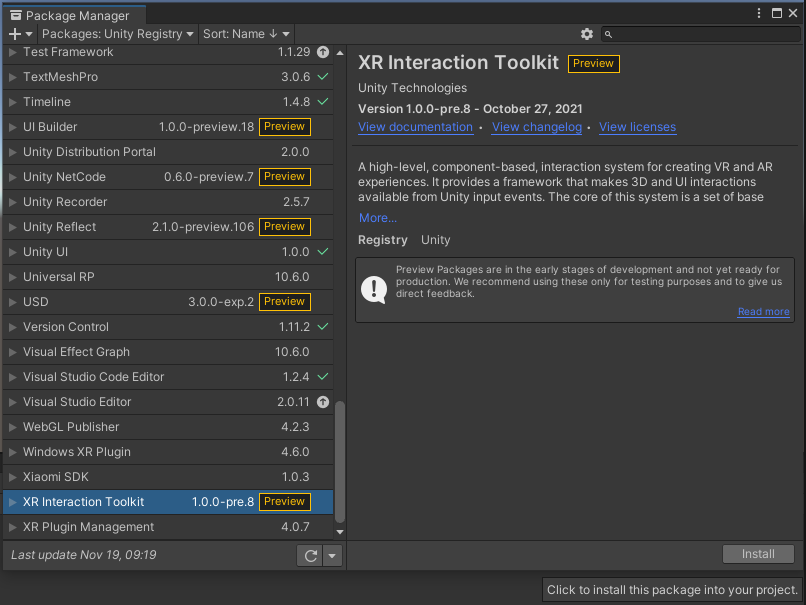 Package Manager
Packages: Unity Registry Sort: Name ↓
Test Framework 1.1.29
TextMeshPro 3.0.6
Timeline 1.4.8
UI Builder 1.0.0-preview.18 Preview
Unity Distribution Portal 2.0.0
Unity NetCode 0.6.0-preview.7 Preview
Unity Recorder 2.5.7
Unity Reflect 2.1.0-preview.106 Preview
Unity UI 1.0.0
Universal RP 10.6.0
USD 3.0.0-exp.2 Preview
Version Control 1.11.2
Visual Effect Graph 10.6.0
Visual Studio Code Editor 1.2.4
Visual Studio Editor 2.0.11
WebGL Publisher 4.2.3
Windows XR Plugin 4.6.0
Xiaomi SDK 1.0.3
XR Interaction Toolkit 1.0.0-pre.8 Preview
XR Plugin Management 4.0.7
Last update Nov 19, 09:19
XR Interaction Toolkit Preview
Unity Technologies
Version 1.0.0-pre.8 - October 27, 2021
View documentation • View changelog • View licenses
A high-level, component-based, interaction system for creating VR and AR
experiences. It provides a framework that makes 3D and UI interactions
available from Unity input events. The core of this system is a set of base
More...
Registry Unity
Preview Packages are in the early stages of development and not yet ready for
production. We recommend using these only for testing purposes and to give us
direct feedback.
Read more
Install
Click to install this package into your project.